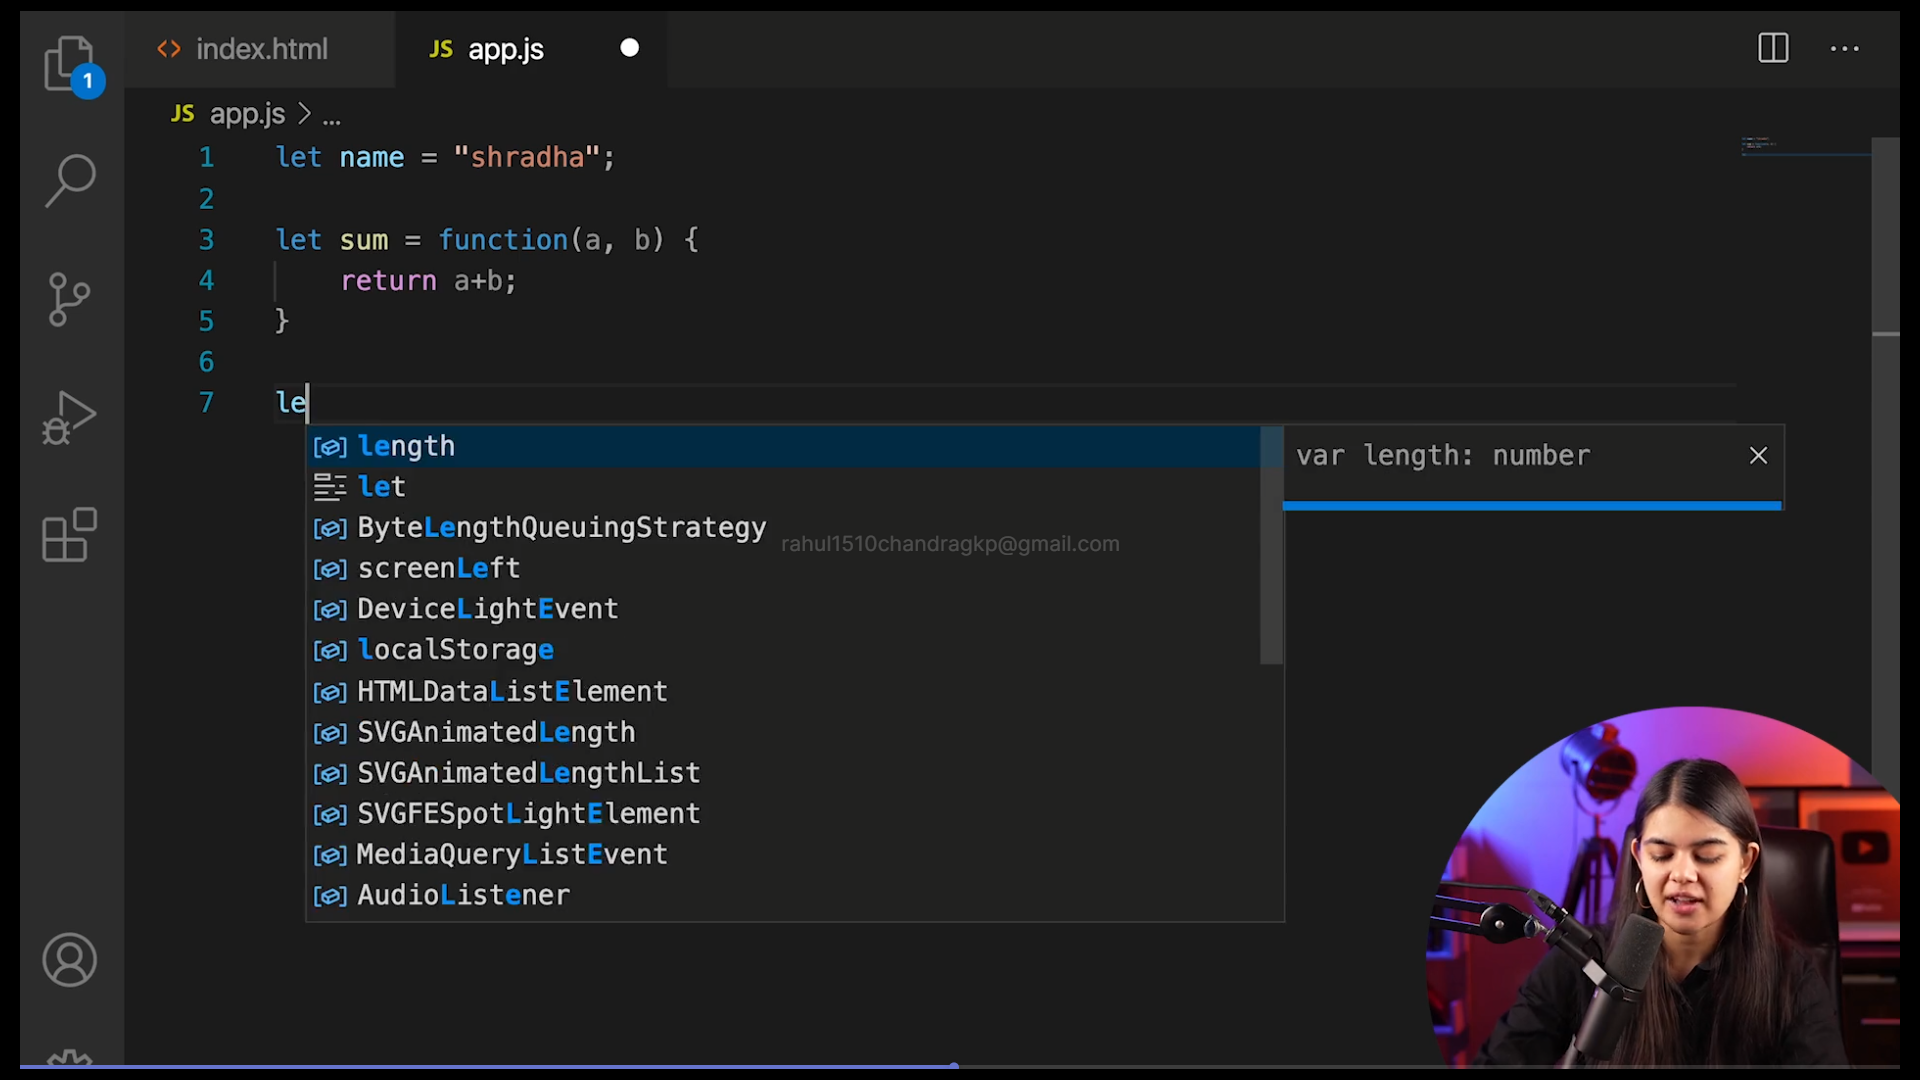 index.html
JS app.js
1
JS app.js > ...
1 let name = "shradha";
2
3 let sum = function(a, b) {
4 return a+b;
5 }
6
7 le
length
var length: number
let
ByteLengthQueuingStrategy
rahul1510chandragkp@gmail.com
screenLeft
DeviceLightEvent
localStorage
HTMLDataListElement
SVGAnimatedLength
SVGAnimatedLengthList
SVGFESpotLightElement
MediaQueryListEvent
AudioListener